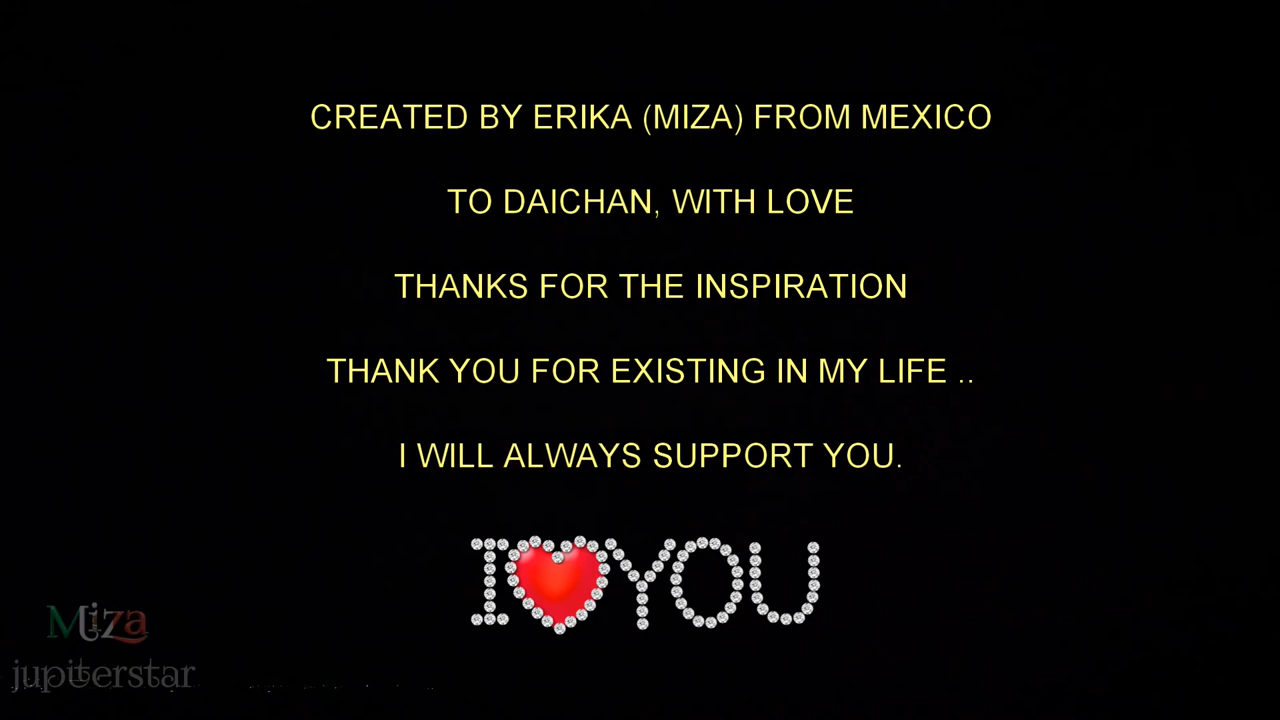 CREATED BY ERIKA (MIZA) FROM MEXICO
TO DAICHAN, WITH LOVE
THANKS FOR THE INSPIRATION
THANK YOU FOR EXISTING IN MY LIFE ..
I WILL ALWAYS SUPPORT YOU.
I ❤ YOU
Miza
jupiterstar